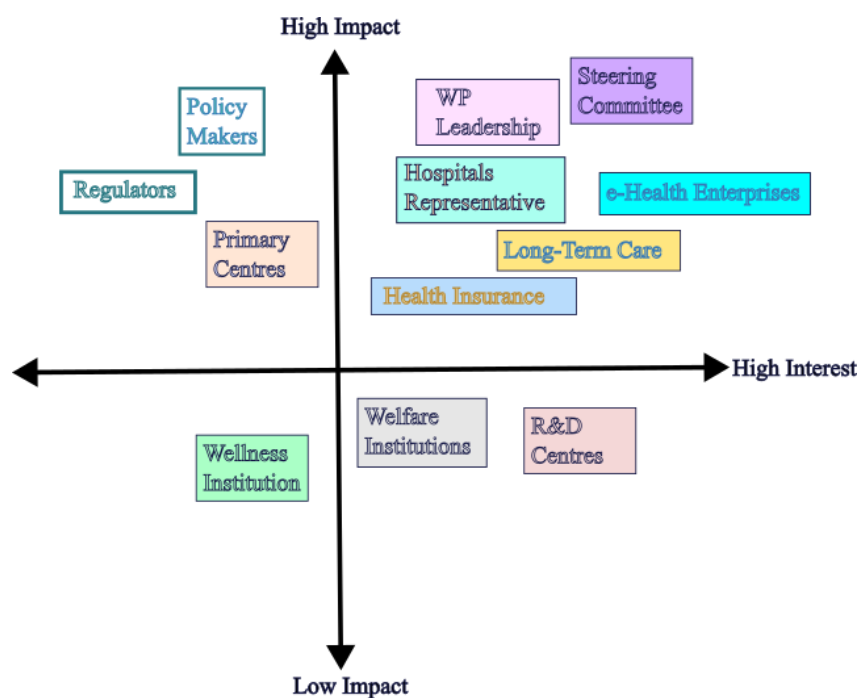 High Impact
Steering
Committee
WP
Leadership
Policy
Makers
Hospitals
Representative
Regulators
e-Health Enterprises
Primary
Centres
Long-Term Care
Health Insurance
High Interest
Welfare
Institutions
R&D
Centres
Wellness
Institution
Low Impact